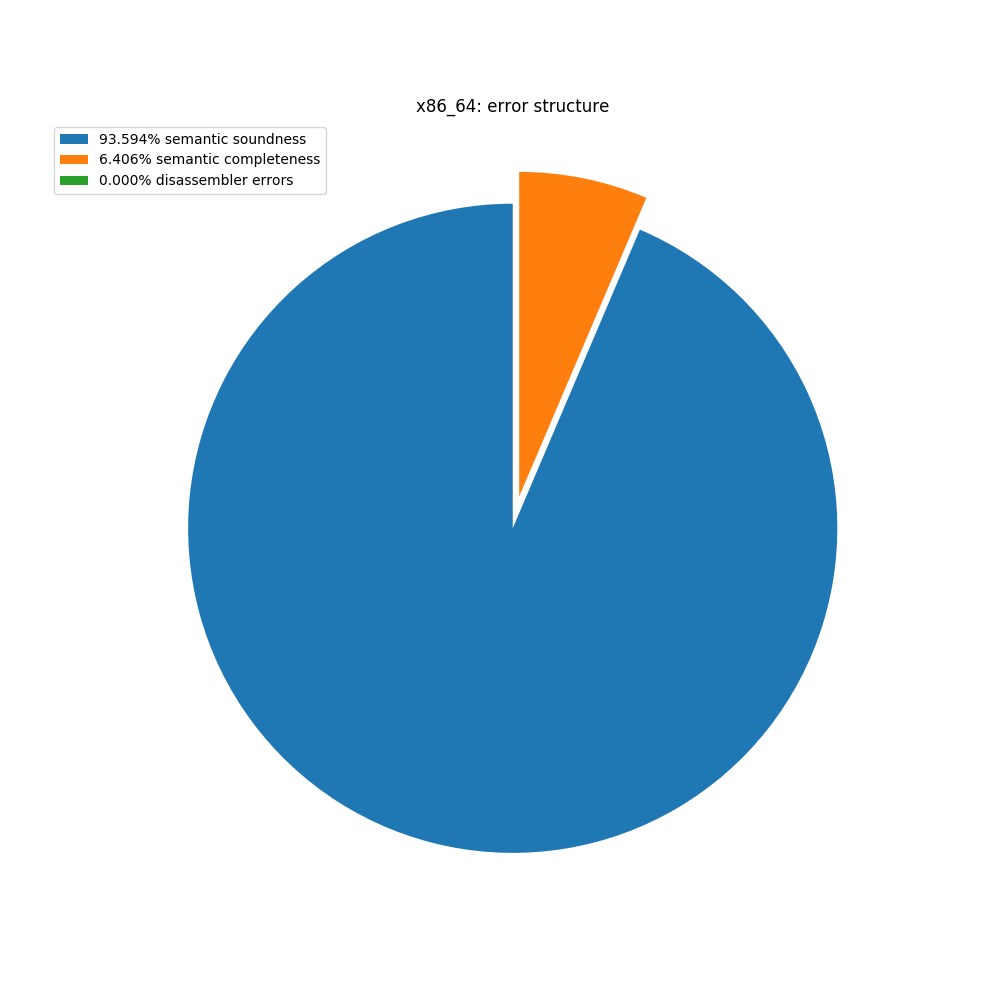 x86_64: error structure
93.594% semantic soundness
6.406% semantic completeness
0.000% disassembler errors